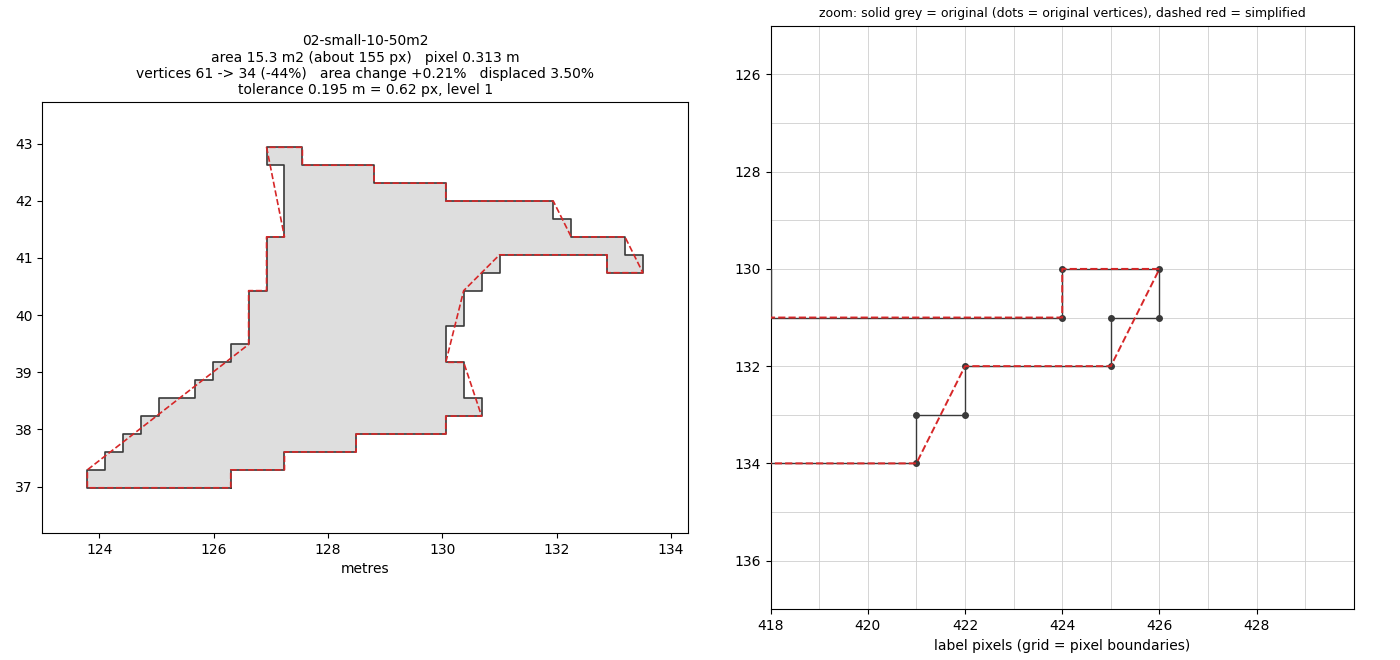 02-small-10-50m2
area 15.3 m2 (about 155 px)   pixel 0.313 m
vertices 61 -> 34 (-44%)   area change +0.21%   displaced 3.50%
tolerance 0.195 m = 0.62 px, level 1
43
42
41
40
39
38
37
124 126 128 130 132 134
metres
zoom: solid grey = original (dots = original vertices), dashed red = simplified
126
128
130
132
134
136
418 420 422 424 426 428
label pixels (grid = pixel boundaries)